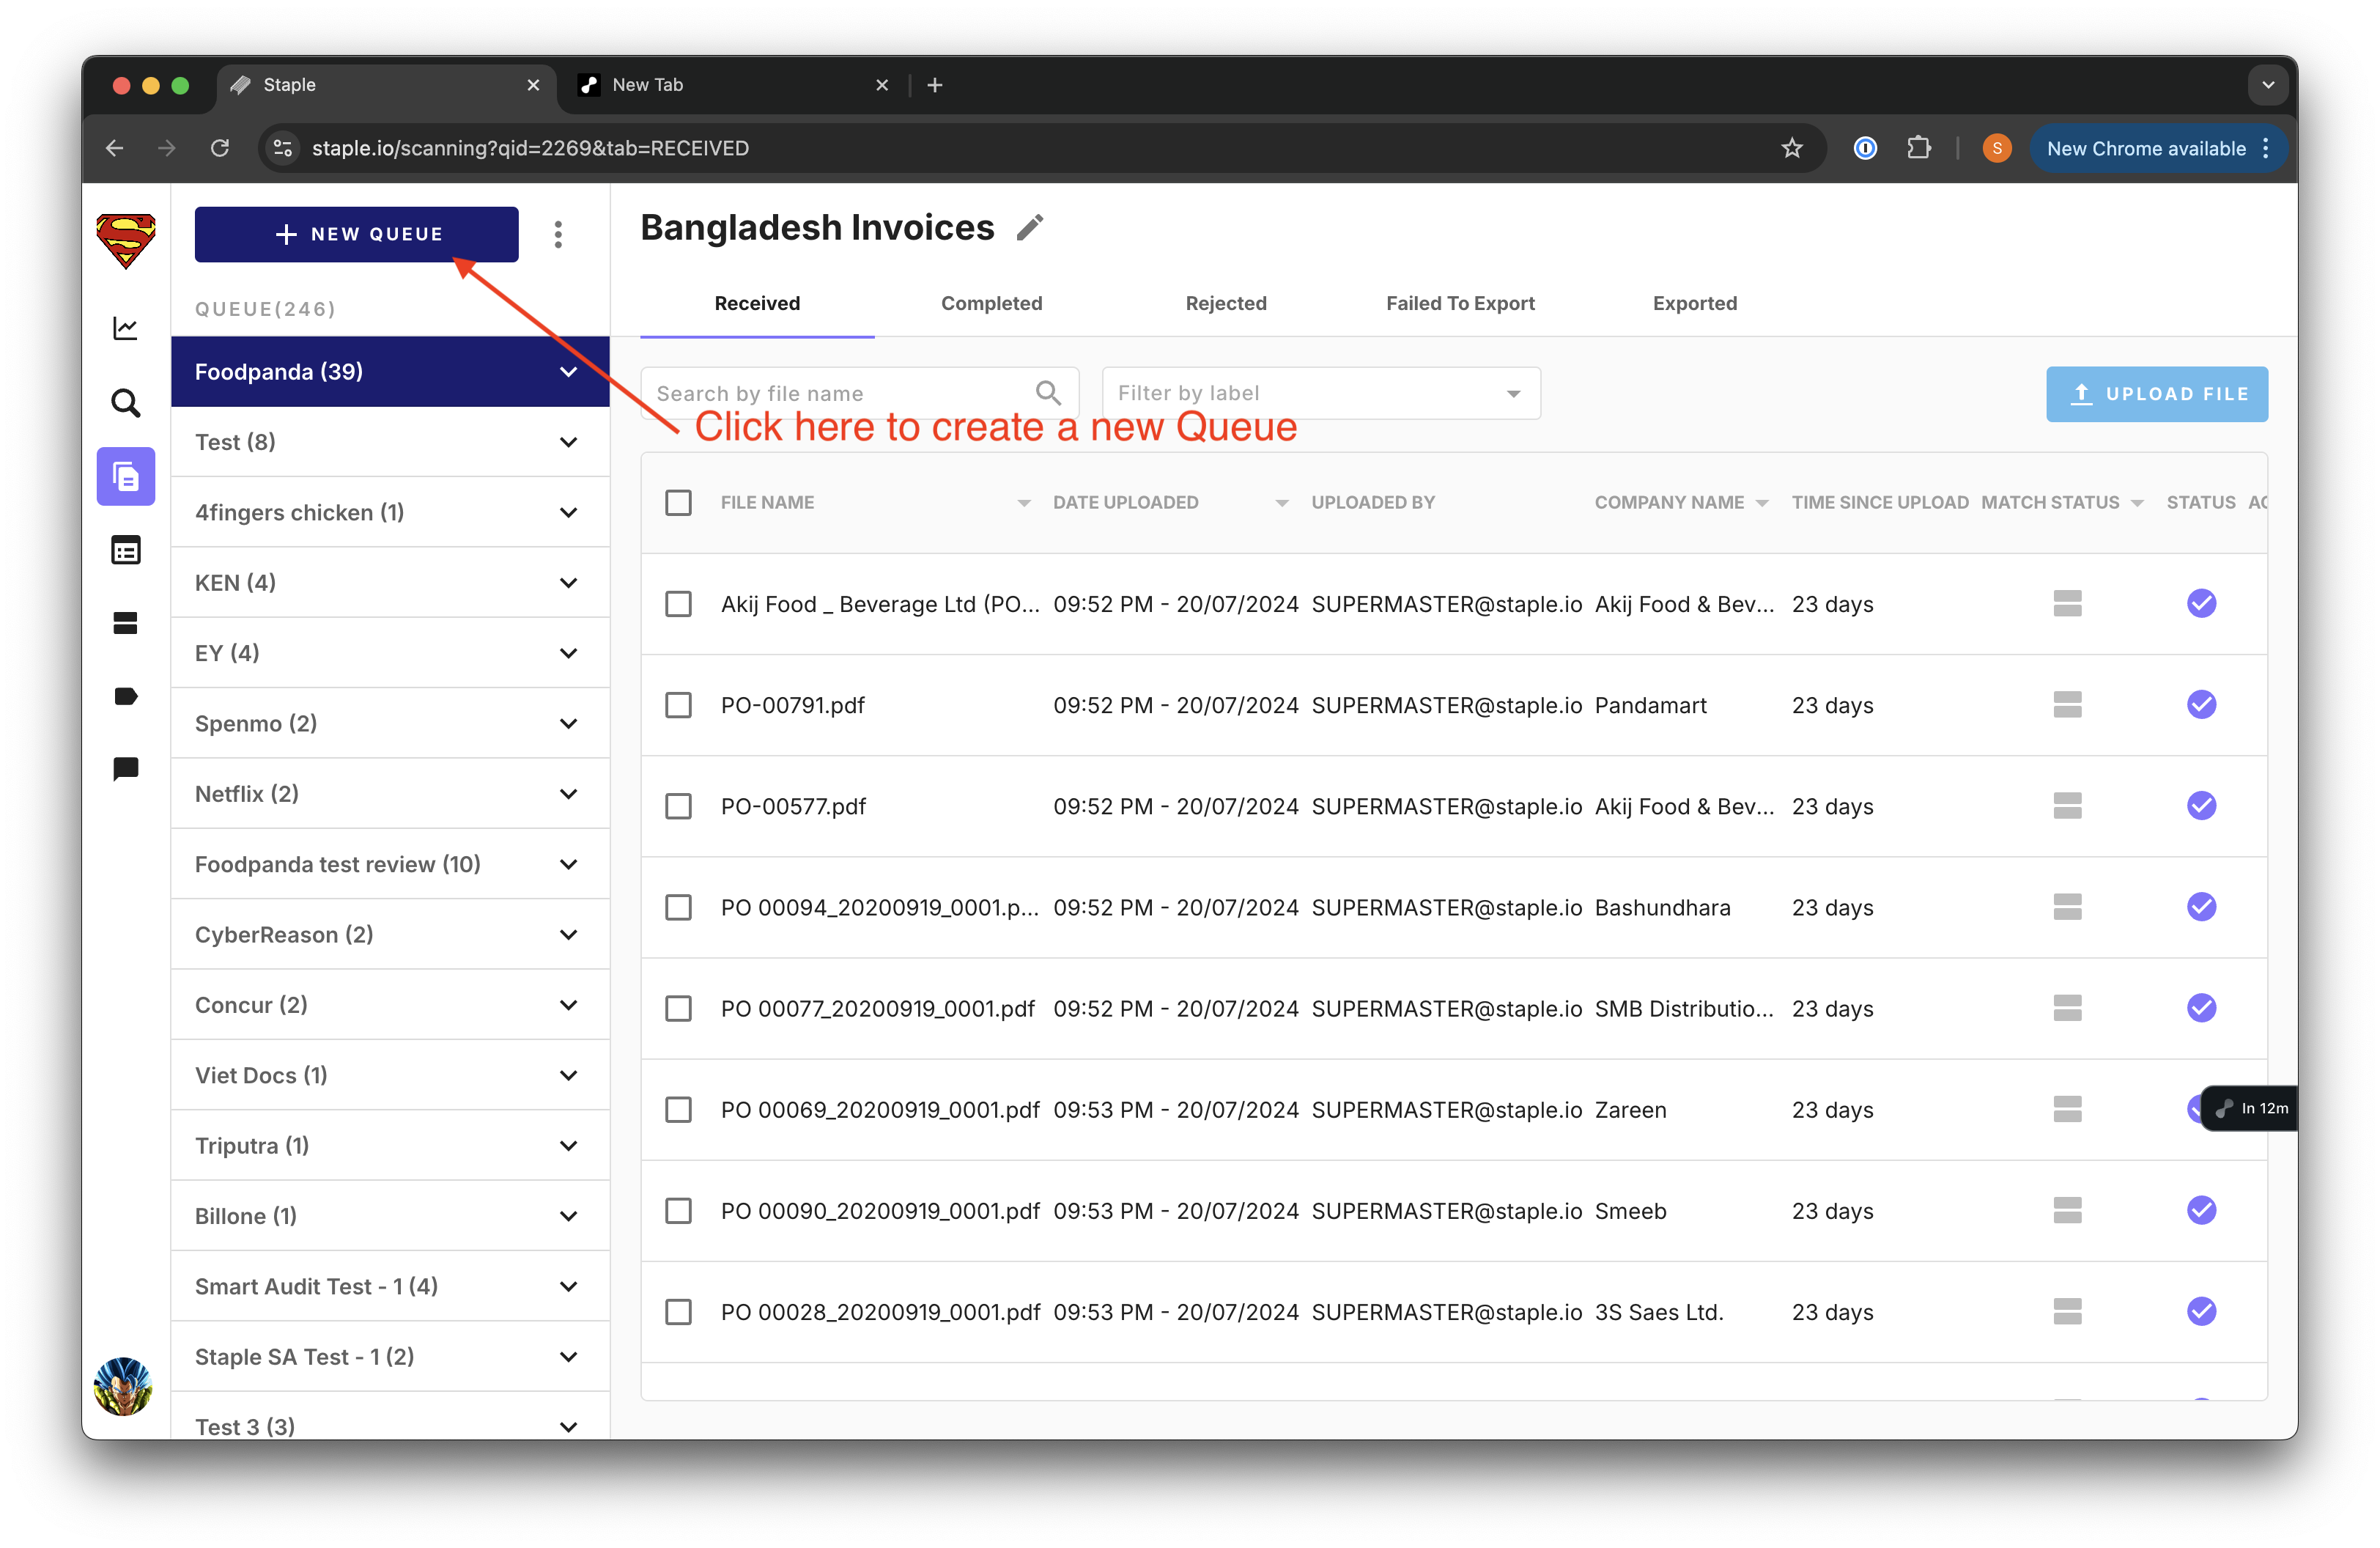 Staple
New Tab
staple.io/scanning?qid=2269&tab=RECEIVED
S
New Chrome available
NEW QUEUE
QUEUE(246)
Foodpanda (39)
Test (8)
4fingers chicken (1)
KEN (4)
EY (4)
Spenmo (2)
Netflix (2)
Foodpanda test review (10)
CyberReason (2)
Concur (2)
Viet Docs (1)
Triputra (1)
Billone (1)
Smart Audit Test - 1 (4)
Staple SA Test - 1 (2)
Test 3 (3)
Bangladesh Invoices
Received Completed Rejected Failed To Export Exported
Search by file name Filter by label UPLOAD FILE
Click here to create a new Queue
FILE NAME DATE UPLOADED UPLOADED BY COMPANY NAME TIME SINCE UPLOAD MATCH STATUS STATUS AC
Akij Food _ Beverage Ltd (PO... 09:52 PM - 20/07/2024 SUPERMASTER@staple.io Akij Food & Bev... 23 days
PO-00791.pdf 09:52 PM - 20/07/2024 SUPERMASTER@staple.io Pandamart 23 days
PO-00577.pdf 09:52 PM - 20/07/2024 SUPERMASTER@staple.io Akij Food & Bev... 23 days
PO 00094_20200919_0001.p... 09:52 PM - 20/07/2024 SUPERMASTER@staple.io Bashundhara 23 days
PO 00077_20200919_0001.pdf 09:52 PM - 20/07/2024 SUPERMASTER@staple.io SMB Distributio... 23 days
PO 00069_20200919_0001.pdf 09:53 PM - 20/07/2024 SUPERMASTER@staple.io Zareen 23 days
In 12m
PO 00090_20200919_0001.pdf 09:53 PM - 20/07/2024 SUPERMASTER@staple.io Smeeb 23 days
PO 00028_20200919_0001.pdf 09:53 PM - 20/07/2024 SUPERMASTER@staple.io 3S Saes Ltd. 23 days